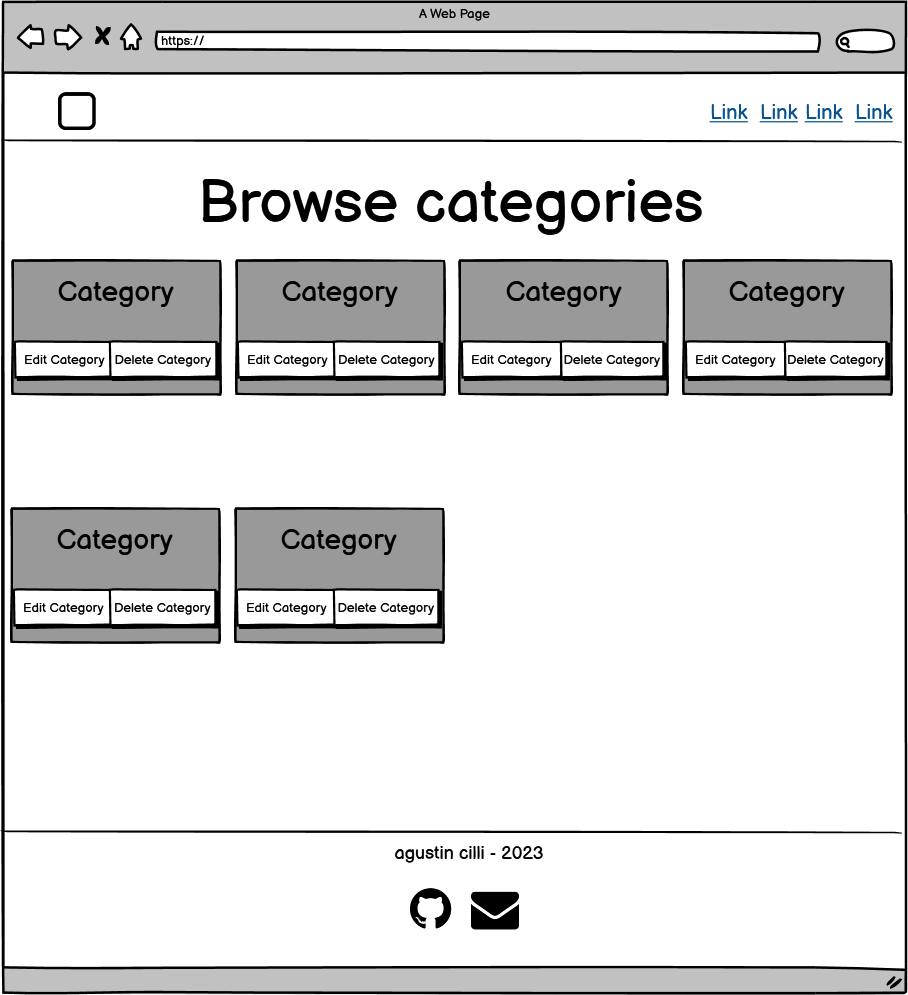 A Web Page
https://
Link Link Link Link
Browse categories
Category Category Category Category
Edit Category Delete Category Edit Category Delete Category Edit Category Delete Category Edit Category Delete Category
Category Category
Edit Category Delete Category Edit Category Delete Category
agustin cilli - 2023